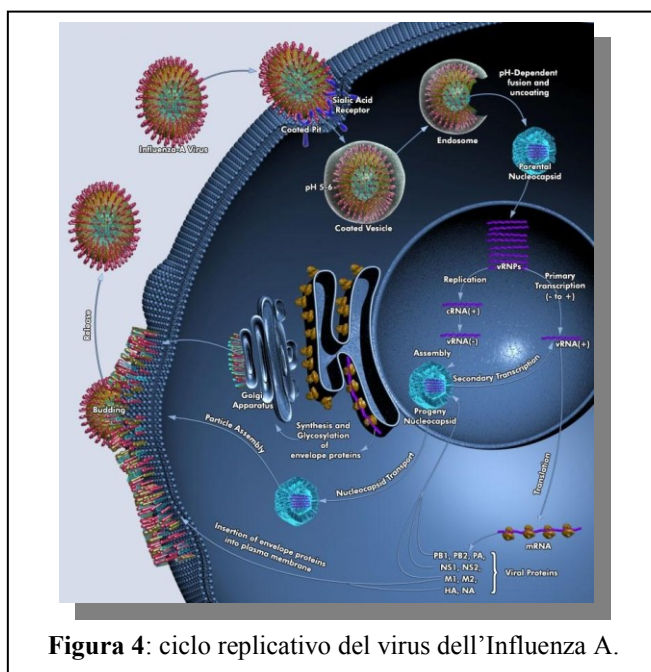 Influenza-A Virus
Sialic Acid
Receptor
Coated Pit
pH 5-6
Coated Vesicle
Endosome
pH-Dependent
fusion and
uncoating
Parental
Nucleocapsid
vRNPs
Replication
Primary
Transcription
(- to +)
cRNA(+)
vRNA(-)
vRNA(+)
Assembly
Secondary Transcription
Progeny
Nucleocapsid
Release
Budding
Golgi
Apparatus
Synthesis and
Glycosylation
of
envelope proteins
Particle Assembly
Nucleocapsid Transport
Translation
Insertion of envelope proteins
into plasma membrane
mRNA
PB1, PB2, PA,
NS1, NS2,
M1, M2,
HA, NA
Viral Proteins
Figura 4: ciclo replicativo del virus dell’Influenza A.